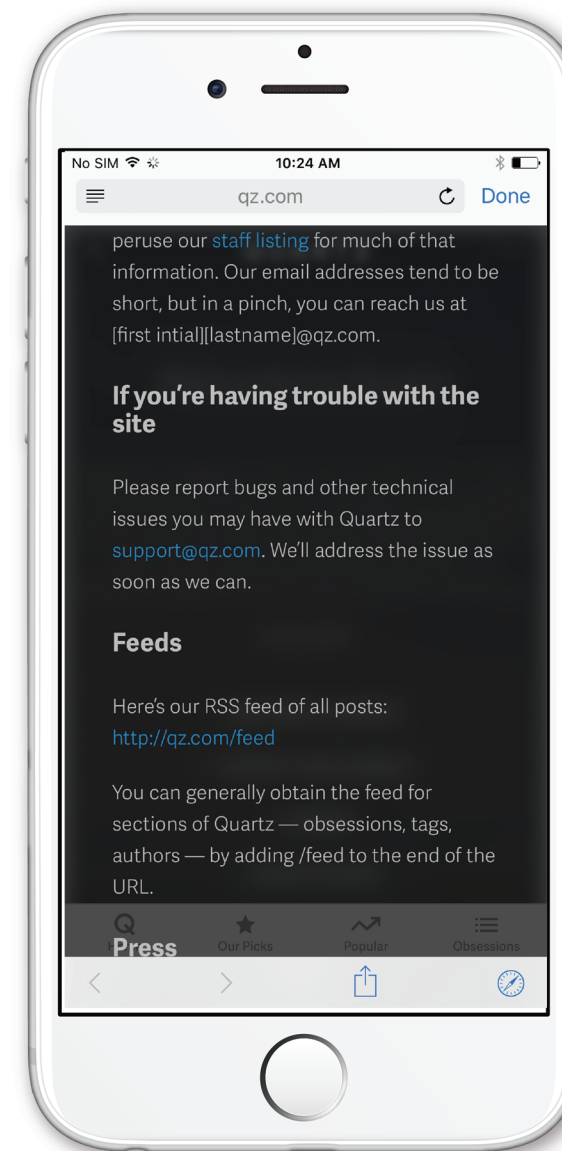 No SIM
10:24 AM
qz.com
Done
peruse our staff listing for much of that
information. Our email addresses tend to be
short, but in a pinch, you can reach us at
[first intial][lastname]@qz.com.
If you’re having trouble with the
site
Please report bugs and other technical
issues you may have with Quartz to
support@qz.com. We’ll address the issue as
soon as we can.
Feeds
Here’s our RSS feed of all posts:
http://qz.com/feed
You can generally obtain the feed for
sections of Quartz — obsessions, tags,
authors — by adding /feed to the end of the
URL.
Press
Our Picks
Popular
Obsessions